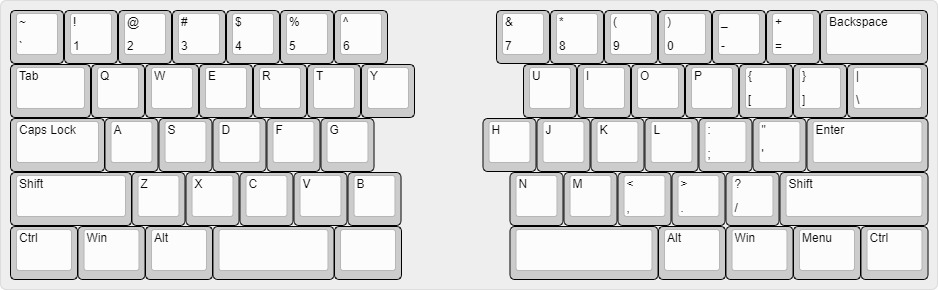 ~ ! @ # $ % ^ & * ( ) _ + Backspace
` 1 2 3 4 5 6 7 8 9 0 - =
Tab Q W E R T Y U I O P { } |
[ ] \
Caps Lock A S D F G H J K L : " Enter
; '
Shift Z X C V B N M < > ? Shift
, . /
Ctrl Win Alt Alt Win Menu Ctrl